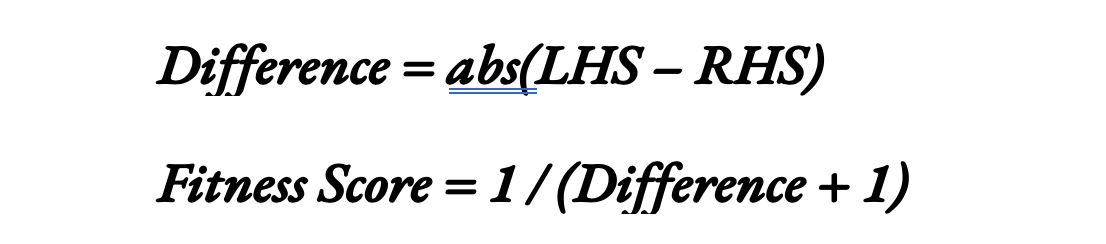 Difference = abs(LHS – RHS)
Fitness Score = 1 / (Difference + 1)